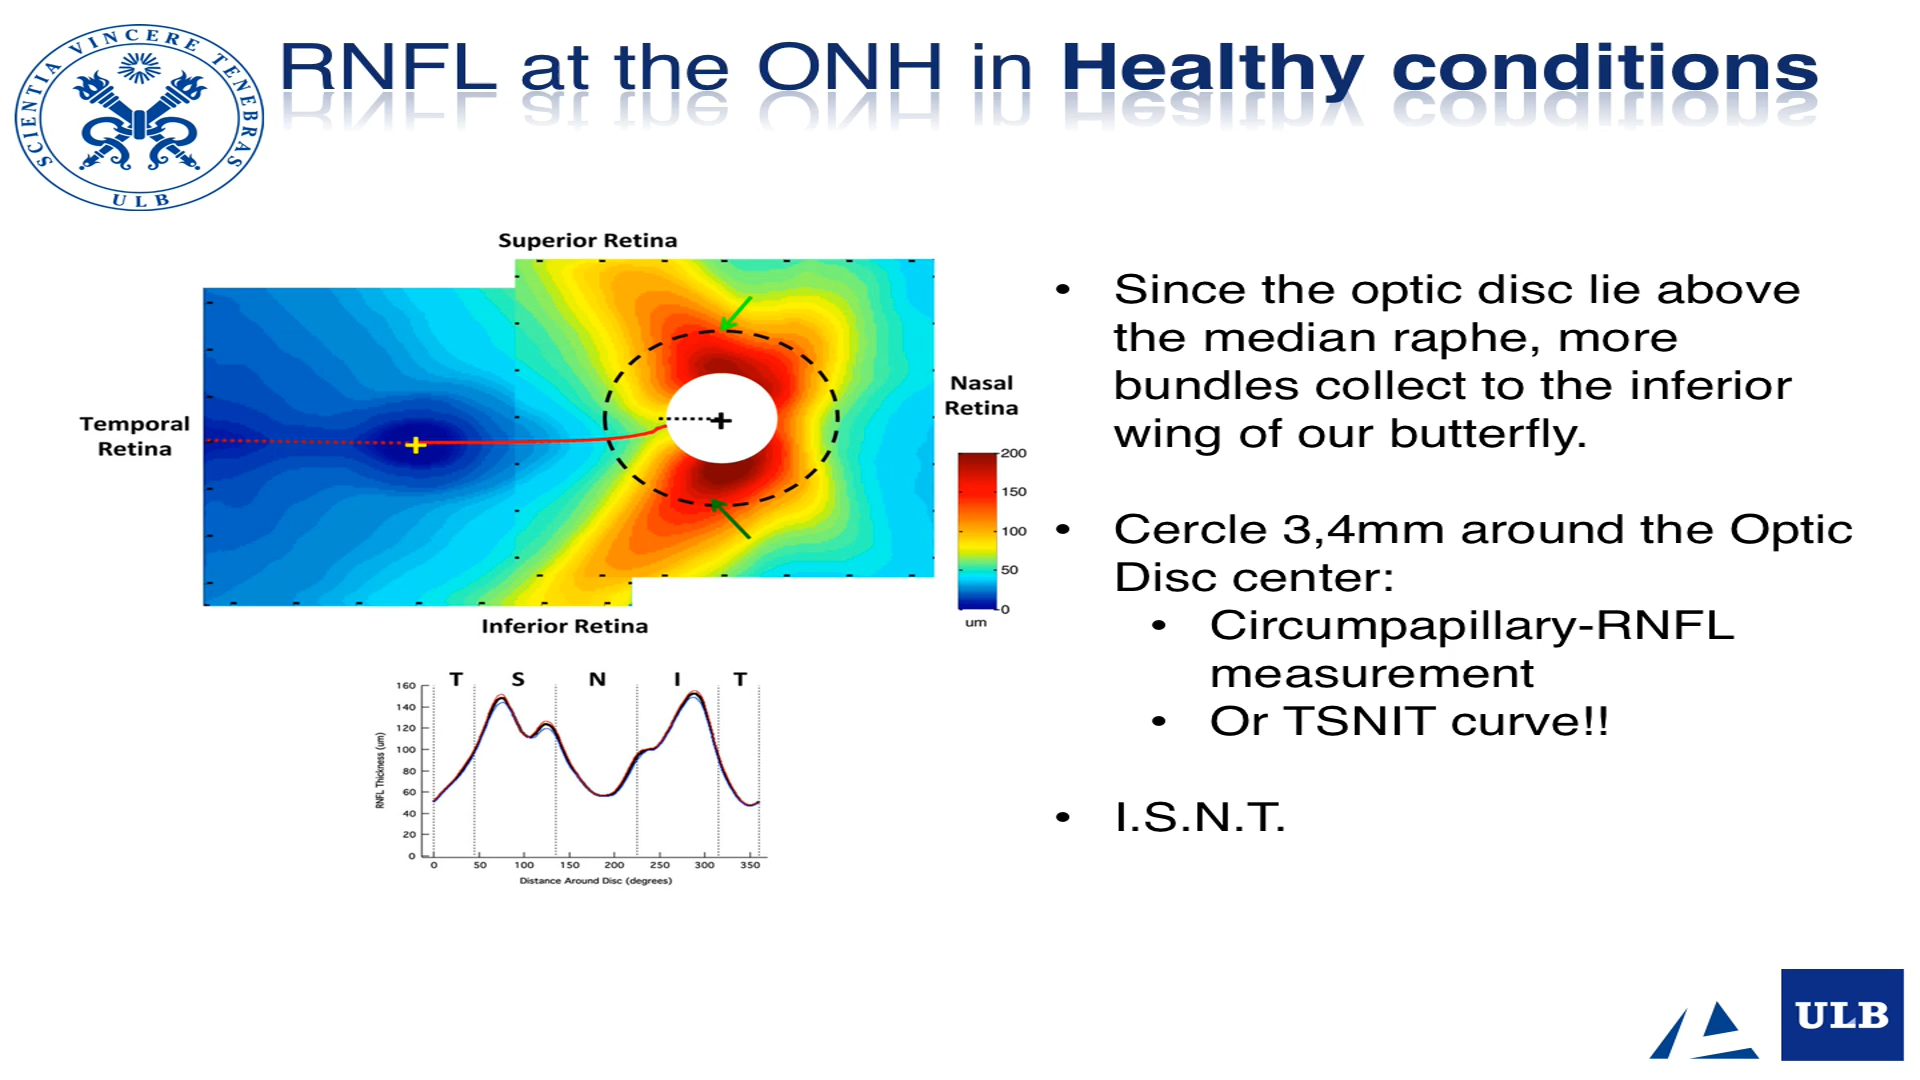 SCIENTIA VINCERE TENEBRAS
ULB
RNFL at the ONH in Healthy conditions
Superior Retina
Temporal
Retina
Nasal
Retina
200
150
100
50
0
um
Inferior Retina
T S N I T
160
140
120
100
80
60
40
20
0
RNFL Thickness (um)
0 50 100 150 200 250 300 350
Distance Around Disc (degrees)
• Since the optic disc lie above
the median raphe, more
bundles collect to the inferior
wing of our butterfly.
• Cercle 3,4mm around the Optic
Disc center:
• Circumpapillary-RNFL
measurement
• Or TSNIT curve!!
• I.S.N.T.
ULB